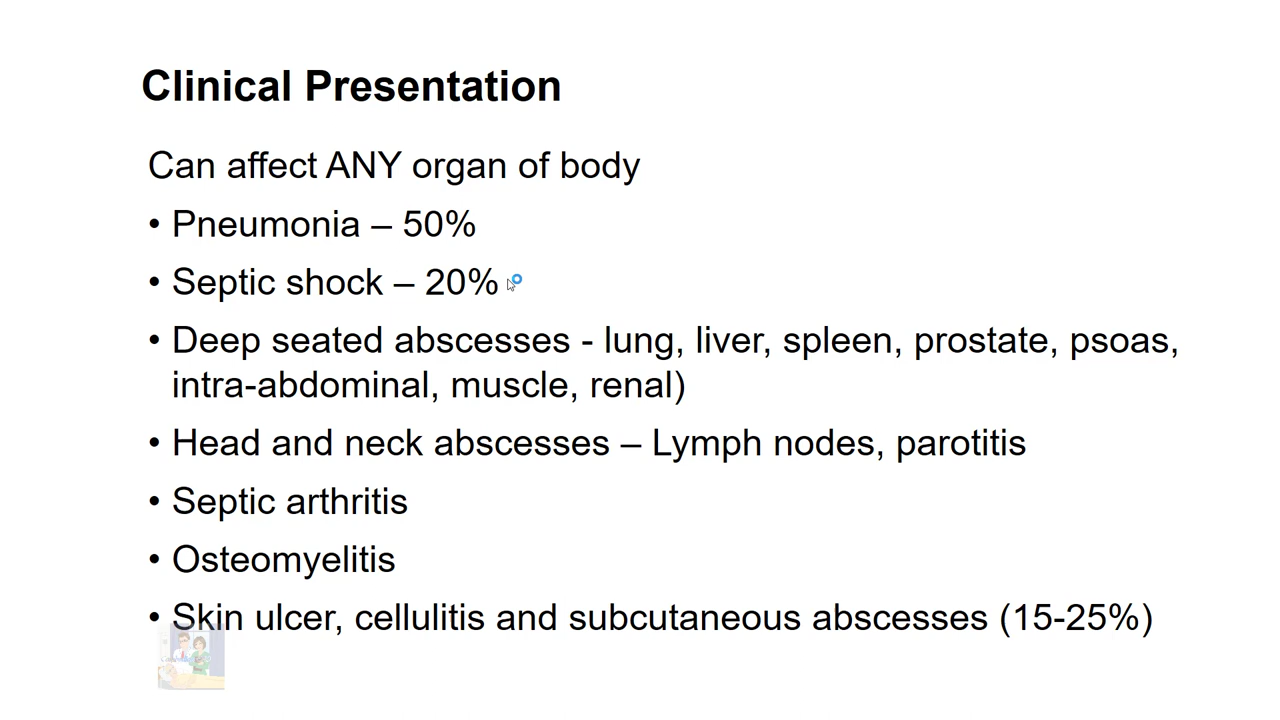 Clinical Presentation
Can affect ANY organ of body
• Pneumonia – 50%
• Septic shock – 20%
• Deep seated abscesses - lung, liver, spleen, prostate, psoas,
intra-abdominal, muscle, renal)
• Head and neck abscesses – Lymph nodes, parotitis
• Septic arthritis
• Osteomyelitis
• Skin ulcer, cellulitis and subcutaneous abscesses (15-25%)